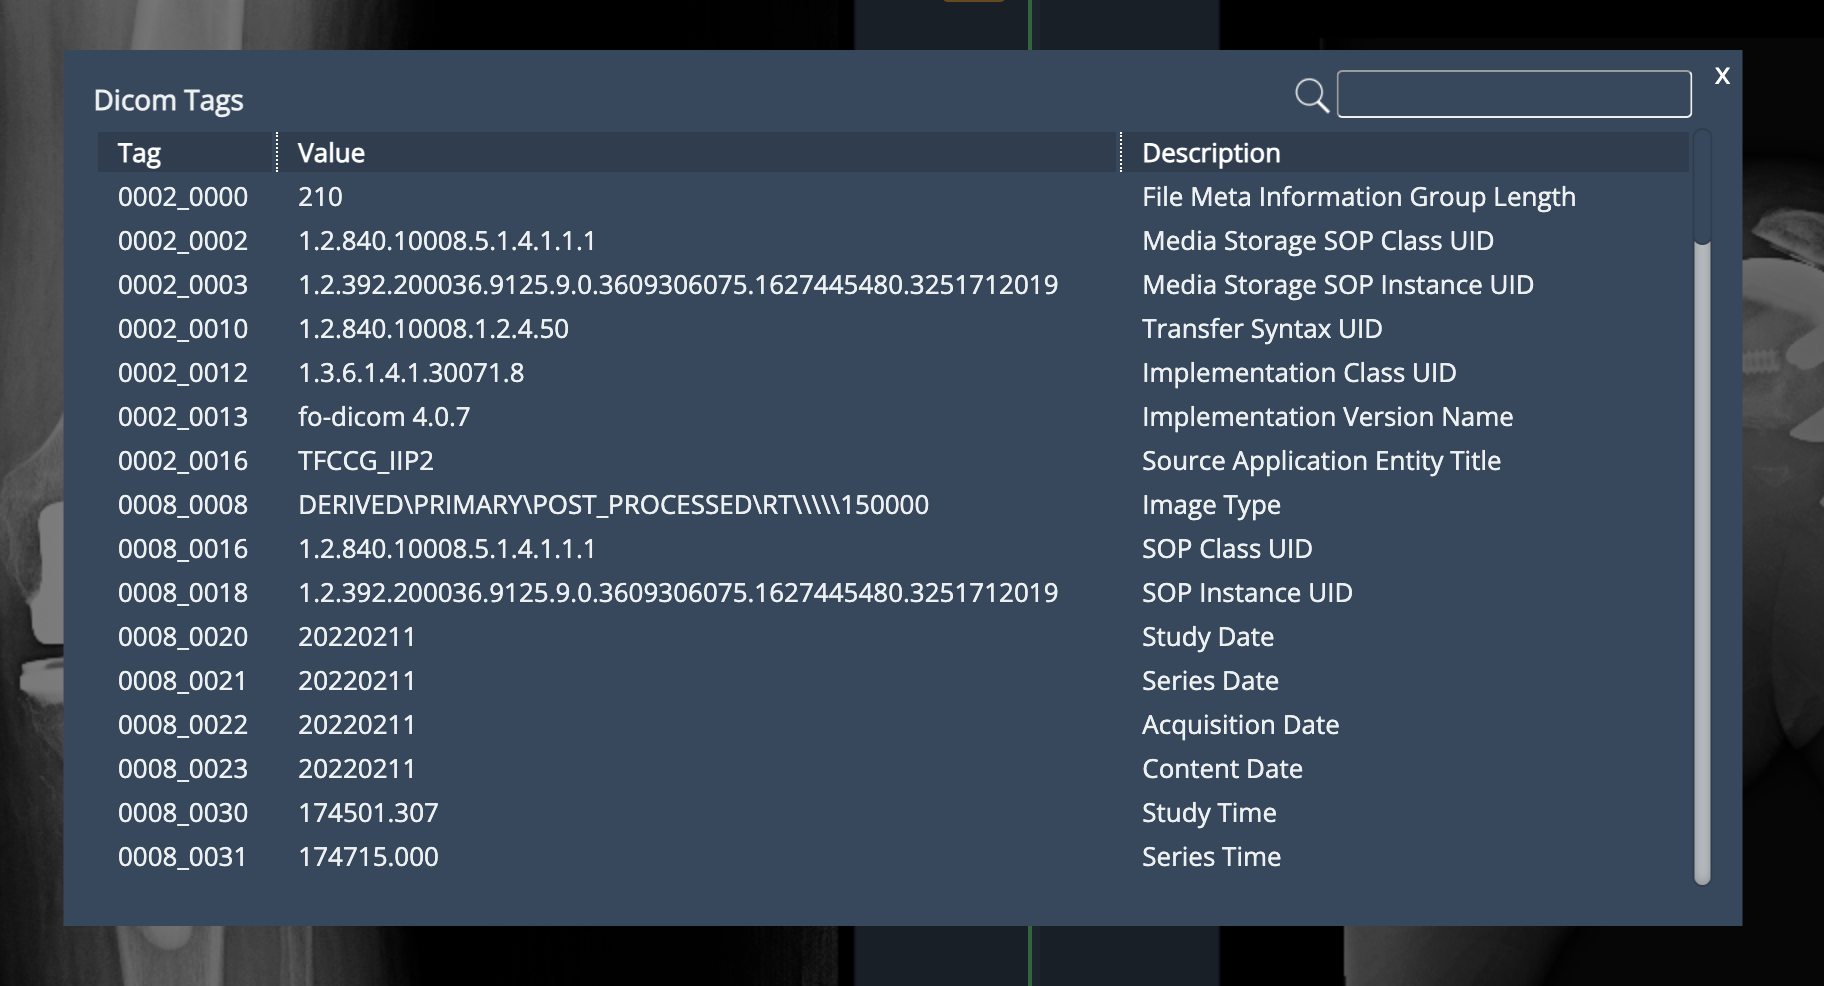 Dicom Tags
X
Tag Value Description
0002_0000 210 File Meta Information Group Length
0002_0002 1.2.840.10008.5.1.4.1.1.1 Media Storage SOP Class UID
0002_0003 1.2.392.200036.9125.9.0.3609306075.1627445480.3251712019 Media Storage SOP Instance UID
0002_0010 1.2.840.10008.1.2.4.50 Transfer Syntax UID
0002_0012 1.3.6.1.4.1.30071.8 Implementation Class UID
0002_0013 fo-dicom 4.0.7 Implementation Version Name
0002_0016 TFCCG_IIP2 Source Application Entity Title
0008_0008 DERIVED\PRIMARY\POST_PROCESSED\RT\\\\\150000 Image Type
0008_0016 1.2.840.10008.5.1.4.1.1.1 SOP Class UID
0008_0018 1.2.392.200036.9125.9.0.3609306075.1627445480.3251712019 SOP Instance UID
0008_0020 20220211 Study Date
0008_0021 20220211 Series Date
0008_0022 20220211 Acquisition Date
0008_0023 20220211 Content Date
0008_0030 174501.307 Study Time
0008_0031 174715.000 Series Time